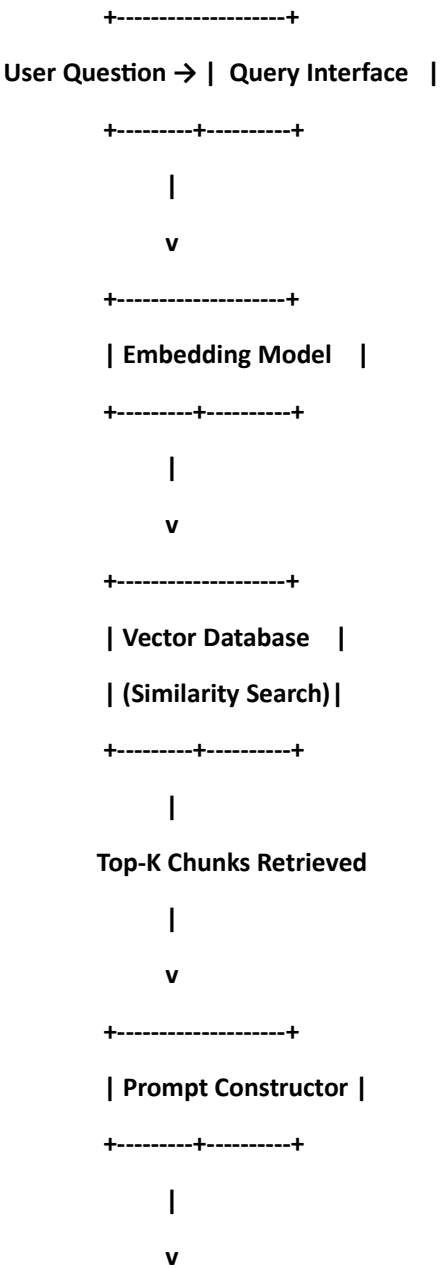 +--------------------+
User Question → | Query Interface |
+---------+----------+
|
v
+--------------------+
| Embedding Model |
+---------+----------+
|
v
+--------------------+
| Vector Database |
| (Similarity Search)|
+---------+----------+
|
Top-K Chunks Retrieved
|
v
+--------------------+
| Prompt Constructor |
+---------+----------+
|
v